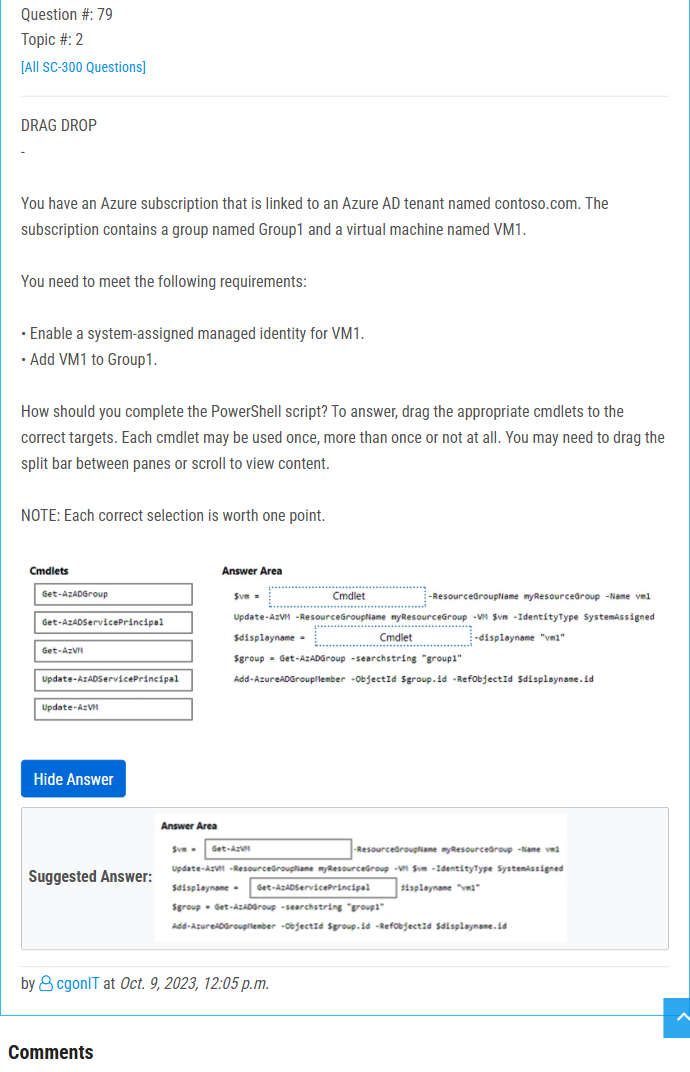 Question #: 79
Topic #: 2
[All SC-300 Questions]
DRAG DROP
-
You have an Azure subscription that is linked to an Azure AD tenant named contoso.com. The
subscription contains a group named Group1 and a virtual machine named VM1.
You need to meet the following requirements:
• Enable a system-assigned managed identity for VM1.
• Add VM1 to Group1.
How should you complete the PowerShell script? To answer, drag the appropriate cmdlets to the
correct targets. Each cmdlet may be used once, more than once or not at all. You may need to drag the
split bar between panes or scroll to view content.
NOTE: Each correct selection is worth one point.
Cmdlets
Get-AzADGroup
Get-AzADServicePrincipal
Get-AzVM
Update-AzADServicePrincipal
Update-AzVM
Answer Area
$vm = Cmdlet -ResourceGroupName myResourceGroup -Name vm1
Update-AzVM -ResourceGroupName myResourceGroup -VM $vm -IdentityType SystemAssigned
$displayname = Cmdlet -displayname "vm1"
$group = Get-AzADGroup -searchstring "group1"
Add-AzureADGroupMember -ObjectId $group.id -RefObjectId $displayname.id
Hide Answer
Suggested Answer:
Answer Area
$vm = Get-AzVM -ResourceGroupName myResourceGroup -Name vm1
Update-AzVM -ResourceGroupName myResourceGroup -VM $vm -IdentityType SystemAssigned
$displayname = Get-AzADServicePrincipal displayname "vm1"
$group = Get-AzADGroup -searchstring "group1"
Add-AzureADGroupMember -ObjectId $group.id -RefObjectId $displayname.id
by cgonIT at Oct. 9, 2023, 12:05 p.m.
Comments